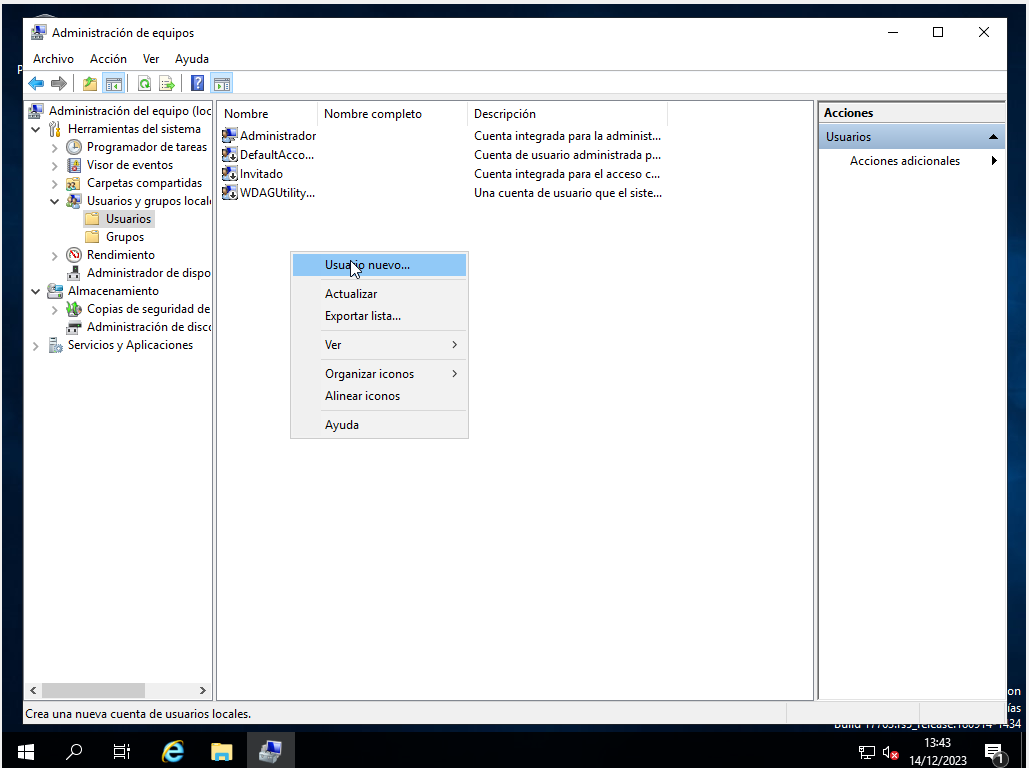 Administración de equipos
Archivo Acción Ver Ayuda
Administración del equipo (loc
Herramientas del sistema
Programador de tareas
Visor de eventos
Carpetas compartidas
Usuarios y grupos local
Usuarios
Grupos
Rendimiento
Administrador de dispo
Almacenamiento
Copias de seguridad de
Administración de disco
Servicios y Aplicaciones
Nombre Nombre completo Descripción
Administrador Cuenta integrada para la administ...
DefaultAcco... Cuenta de usuario administrada p...
Invitado Cuenta integrada para el acceso c...
WDAGUtility... Una cuenta de usuario que el siste...
Usuario nuevo...
Actualizar
Exportar lista...
Ver
Organizar iconos
Alinear iconos
Ayuda
Acciones
Usuarios
Acciones adicionales
Crea una nueva cuenta de usuarios locales.
on
ías
1434
13:43
14/12/2023
1